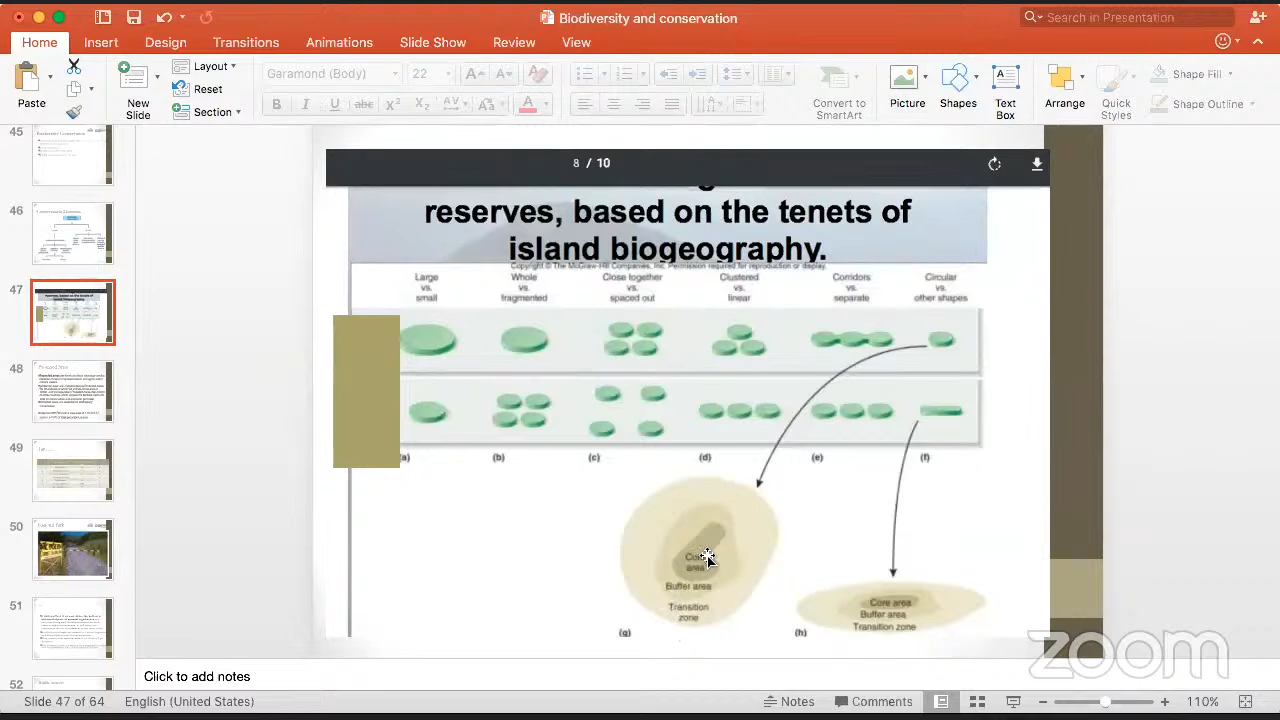 Biodiversity and conservation
Search in Presentation
Home Insert Design Transitions Animations Slide Show Review View
Paste
New
Slide
Layout
Reset
Section
Garamond (Body) 22
B I U abc X² X₂ AV Aa A
Convert to
SmartArt
Picture
Shapes
Text
Box
Arrange
Quick
Styles
Shape Fill
Shape Outline
45
46
47
48
49
50
51
52
8 / 10
reserves, based on the tenets of
island biogeography.
Copyright © The McGraw-Hill Companies, Inc. Permission required for reproduction or display.
Large
vs.
small
Whole
vs.
fragmented
Close together
vs.
spaced out
Clustered
vs.
linear
Corridors
vs.
separate
Circular
vs.
other shapes
(a) (b) (c) (d) (e) (f)
area
Buffer area
Transition
zone
(g)
Core area
Buffer area
Transition zone
(h)
zoom
Click to add notes
Slide 47 of 64 English (United States) Notes Comments 110%